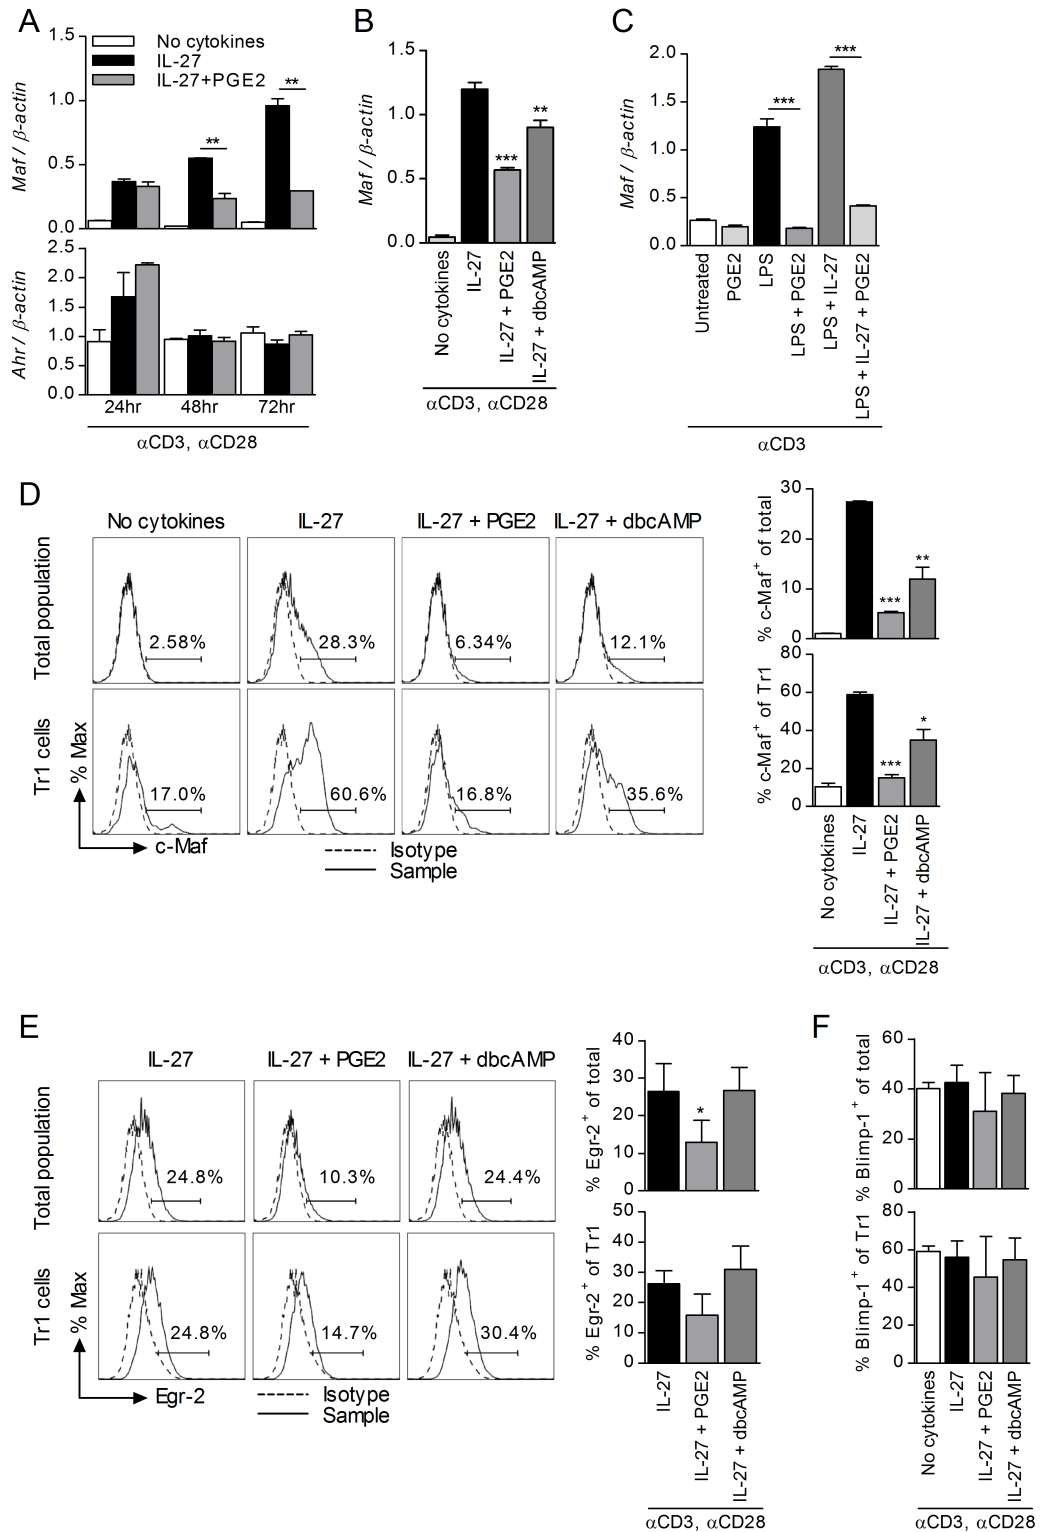 A
Maf / β-actin
1.5
1.0
0.5
0.0
No cytokines
IL-27
IL-27+PGE2
**
**
Ahr / β-actin
2.5
2.0
1.5
1.0
0.5
0.0
24hr 48hr 72hr
αCD3, αCD28
B
Maf / β-actin
1.5
1.0
0.5
0.0
***
**
No cytokines
IL-27
IL-27 + PGE2
IL-27 + dbcAMP
αCD3, αCD28
C
Maf / β-actin
2.0
1.5
1.0
0.5
0.0
***
***
Untreated
PGE2
LPS
LPS + PGE2
LPS + IL-27
LPS + IL-27 + PGE2
αCD3
D
No cytokines IL-27 IL-27 + PGE2 IL-27 + dbcAMP
Total population
2.58% 28.3% 6.34% 12.1%
Tr1 cells
% Max
17.0% 60.6% 16.8% 35.6%
c-Maf
Isotype
Sample
% c-Maf+ of total
30
20
10
0
***
**
% c-Maf+ of Tr1
80
60
40
20
0
***
*
No cytokines
IL-27
IL-27 + PGE2
IL-27 + dbcAMP
αCD3, αCD28
E
IL-27 IL-27 + PGE2 IL-27 + dbcAMP
Total population
24.8% 10.3% 24.4%
Tr1 cells
% Max
24.8% 14.7% 30.4%
Egr-2
Isotype
Sample
% Egr-2+ of total
40
30
20
10
0
*
% Egr-2+ of Tr1
50
40
30
20
10
0
IL-27
IL-27 + PGE2
IL-27 + dbcAMP
αCD3, αCD28
F
% Blimp-1+ of total
60
40
20
0
% Blimp-1+ of Tr1
80
60
40
20
0
No cytokines
IL-27
IL-27 + PGE2
IL-27 + dbcAMP
αCD3, αCD28